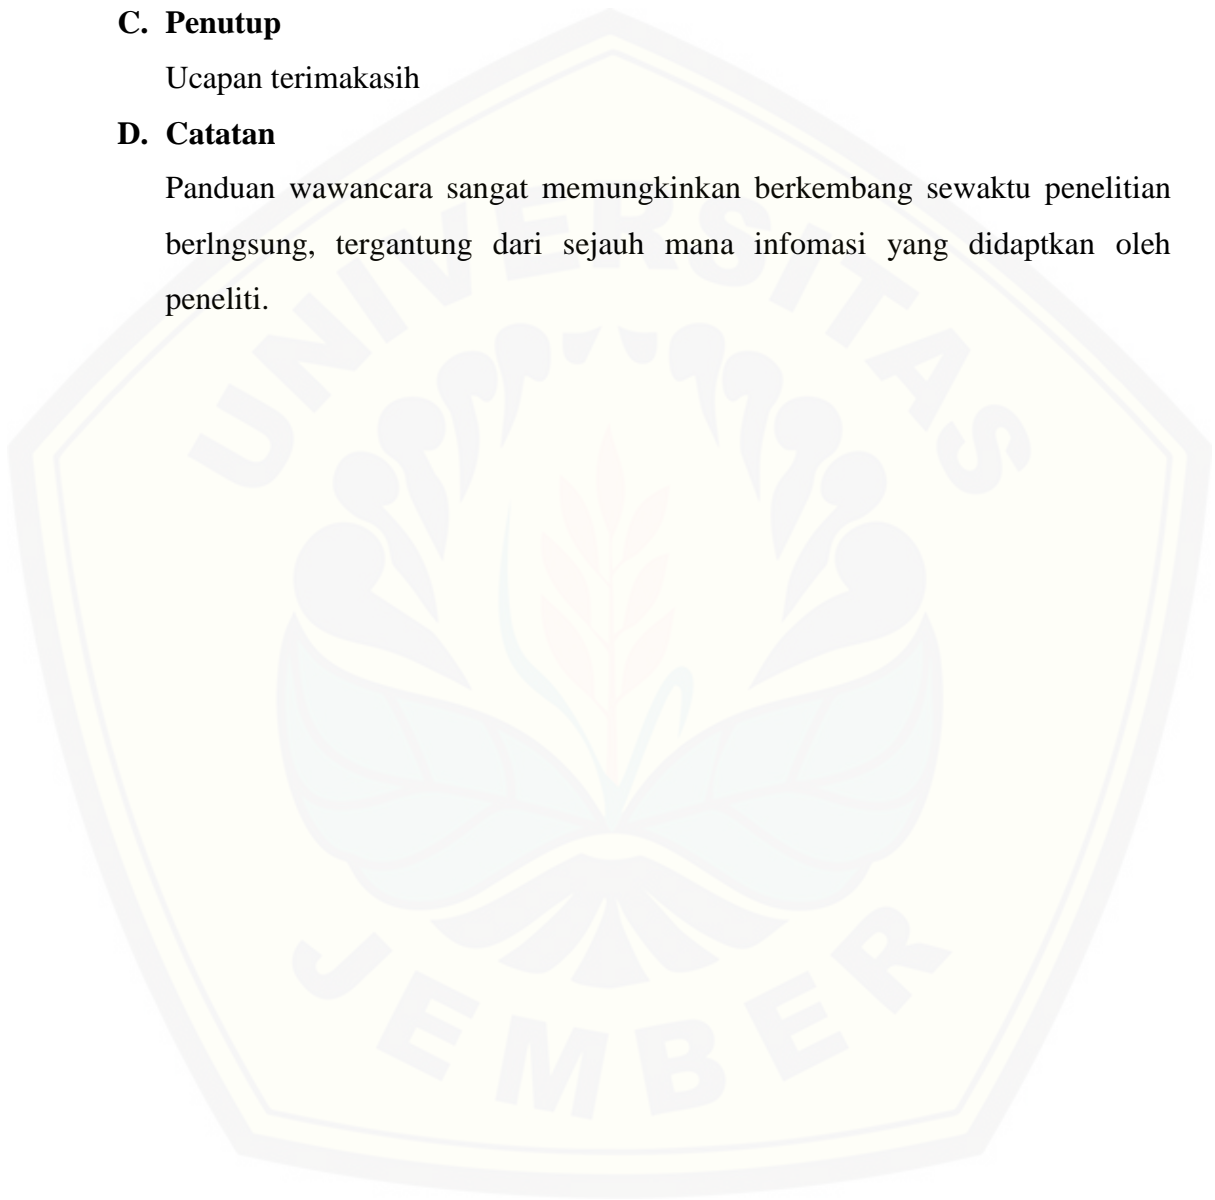 C. Penutup
Ucapan terimakasih
D. Catatan
Panduan wawancara sangat memungkinkan berkembang sewaktu penelitian
berlngsung, tergantung dari sejauh mana infomasi yang didaptkan oleh
peneliti.
UNIVERSITAS
JEMBER